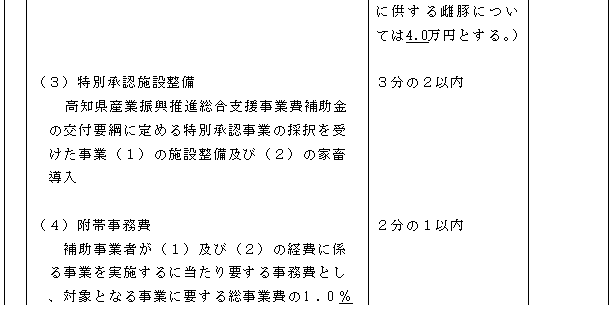 に供する雌豚につい
ては4.0万円とする。）
（３）特別承認施設整備
３分の２以内
高知県産業振興推進総合支援事業費補助金
の交付要綱に定める特別承認事業の採択を受
けた事業（１）の施設整備及び（２）の家畜
導入
（４）附帯事務費
２分の１以内
補助事業者が（１）及び（２）の経費に係
る事業を実施するに当たり要する事務費とし
、対象となる事業に要する総事業費の1．0％